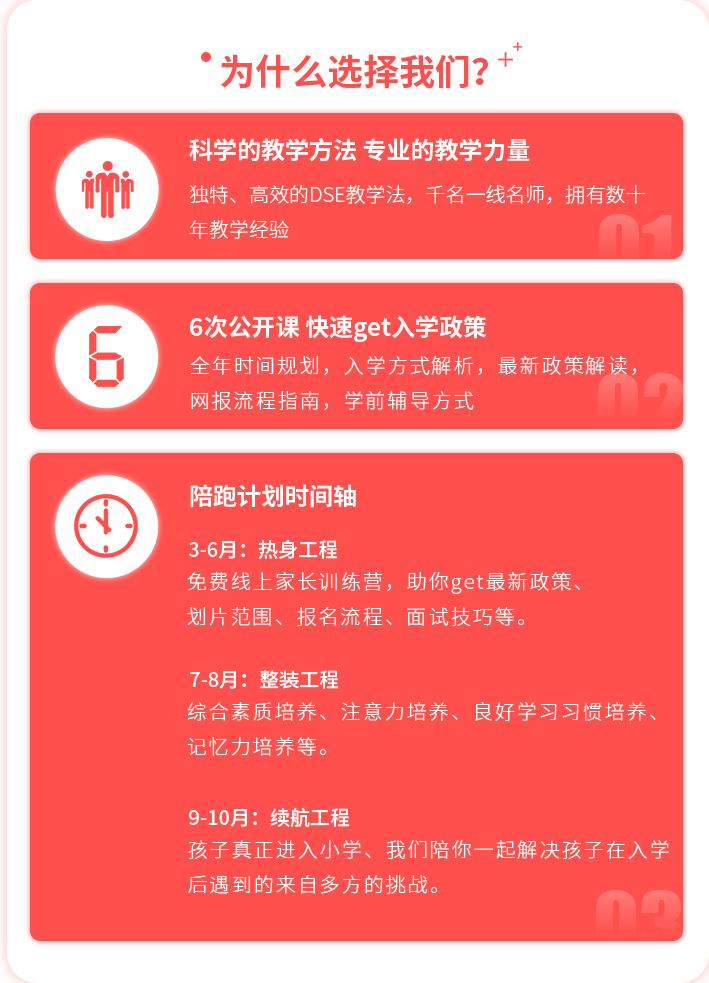 为什么选择我们?
科学的教学方法 专业的教学力量
独特、高效的DSE教学法，千名一线名师，拥有数十
年教学经验
01
6
6次公开课 快速get入学政策
全年时间规划，入学方式解析，最新政策解读，
网报流程指南，学前辅导方式
02
陪跑计划时间轴
3-6月：热身工程
免费线上家长训练营，助你get最新政策、
划片范围、报名流程、面试技巧等。
7-8月：整装工程
综合素质培养、注意力培养、良好学习习惯培养、
记忆力培养等。
9-10月：续航工程
孩子真正进入小学、我们陪你一起解决孩子在入学
后遇到的来自多方的挑战。
03